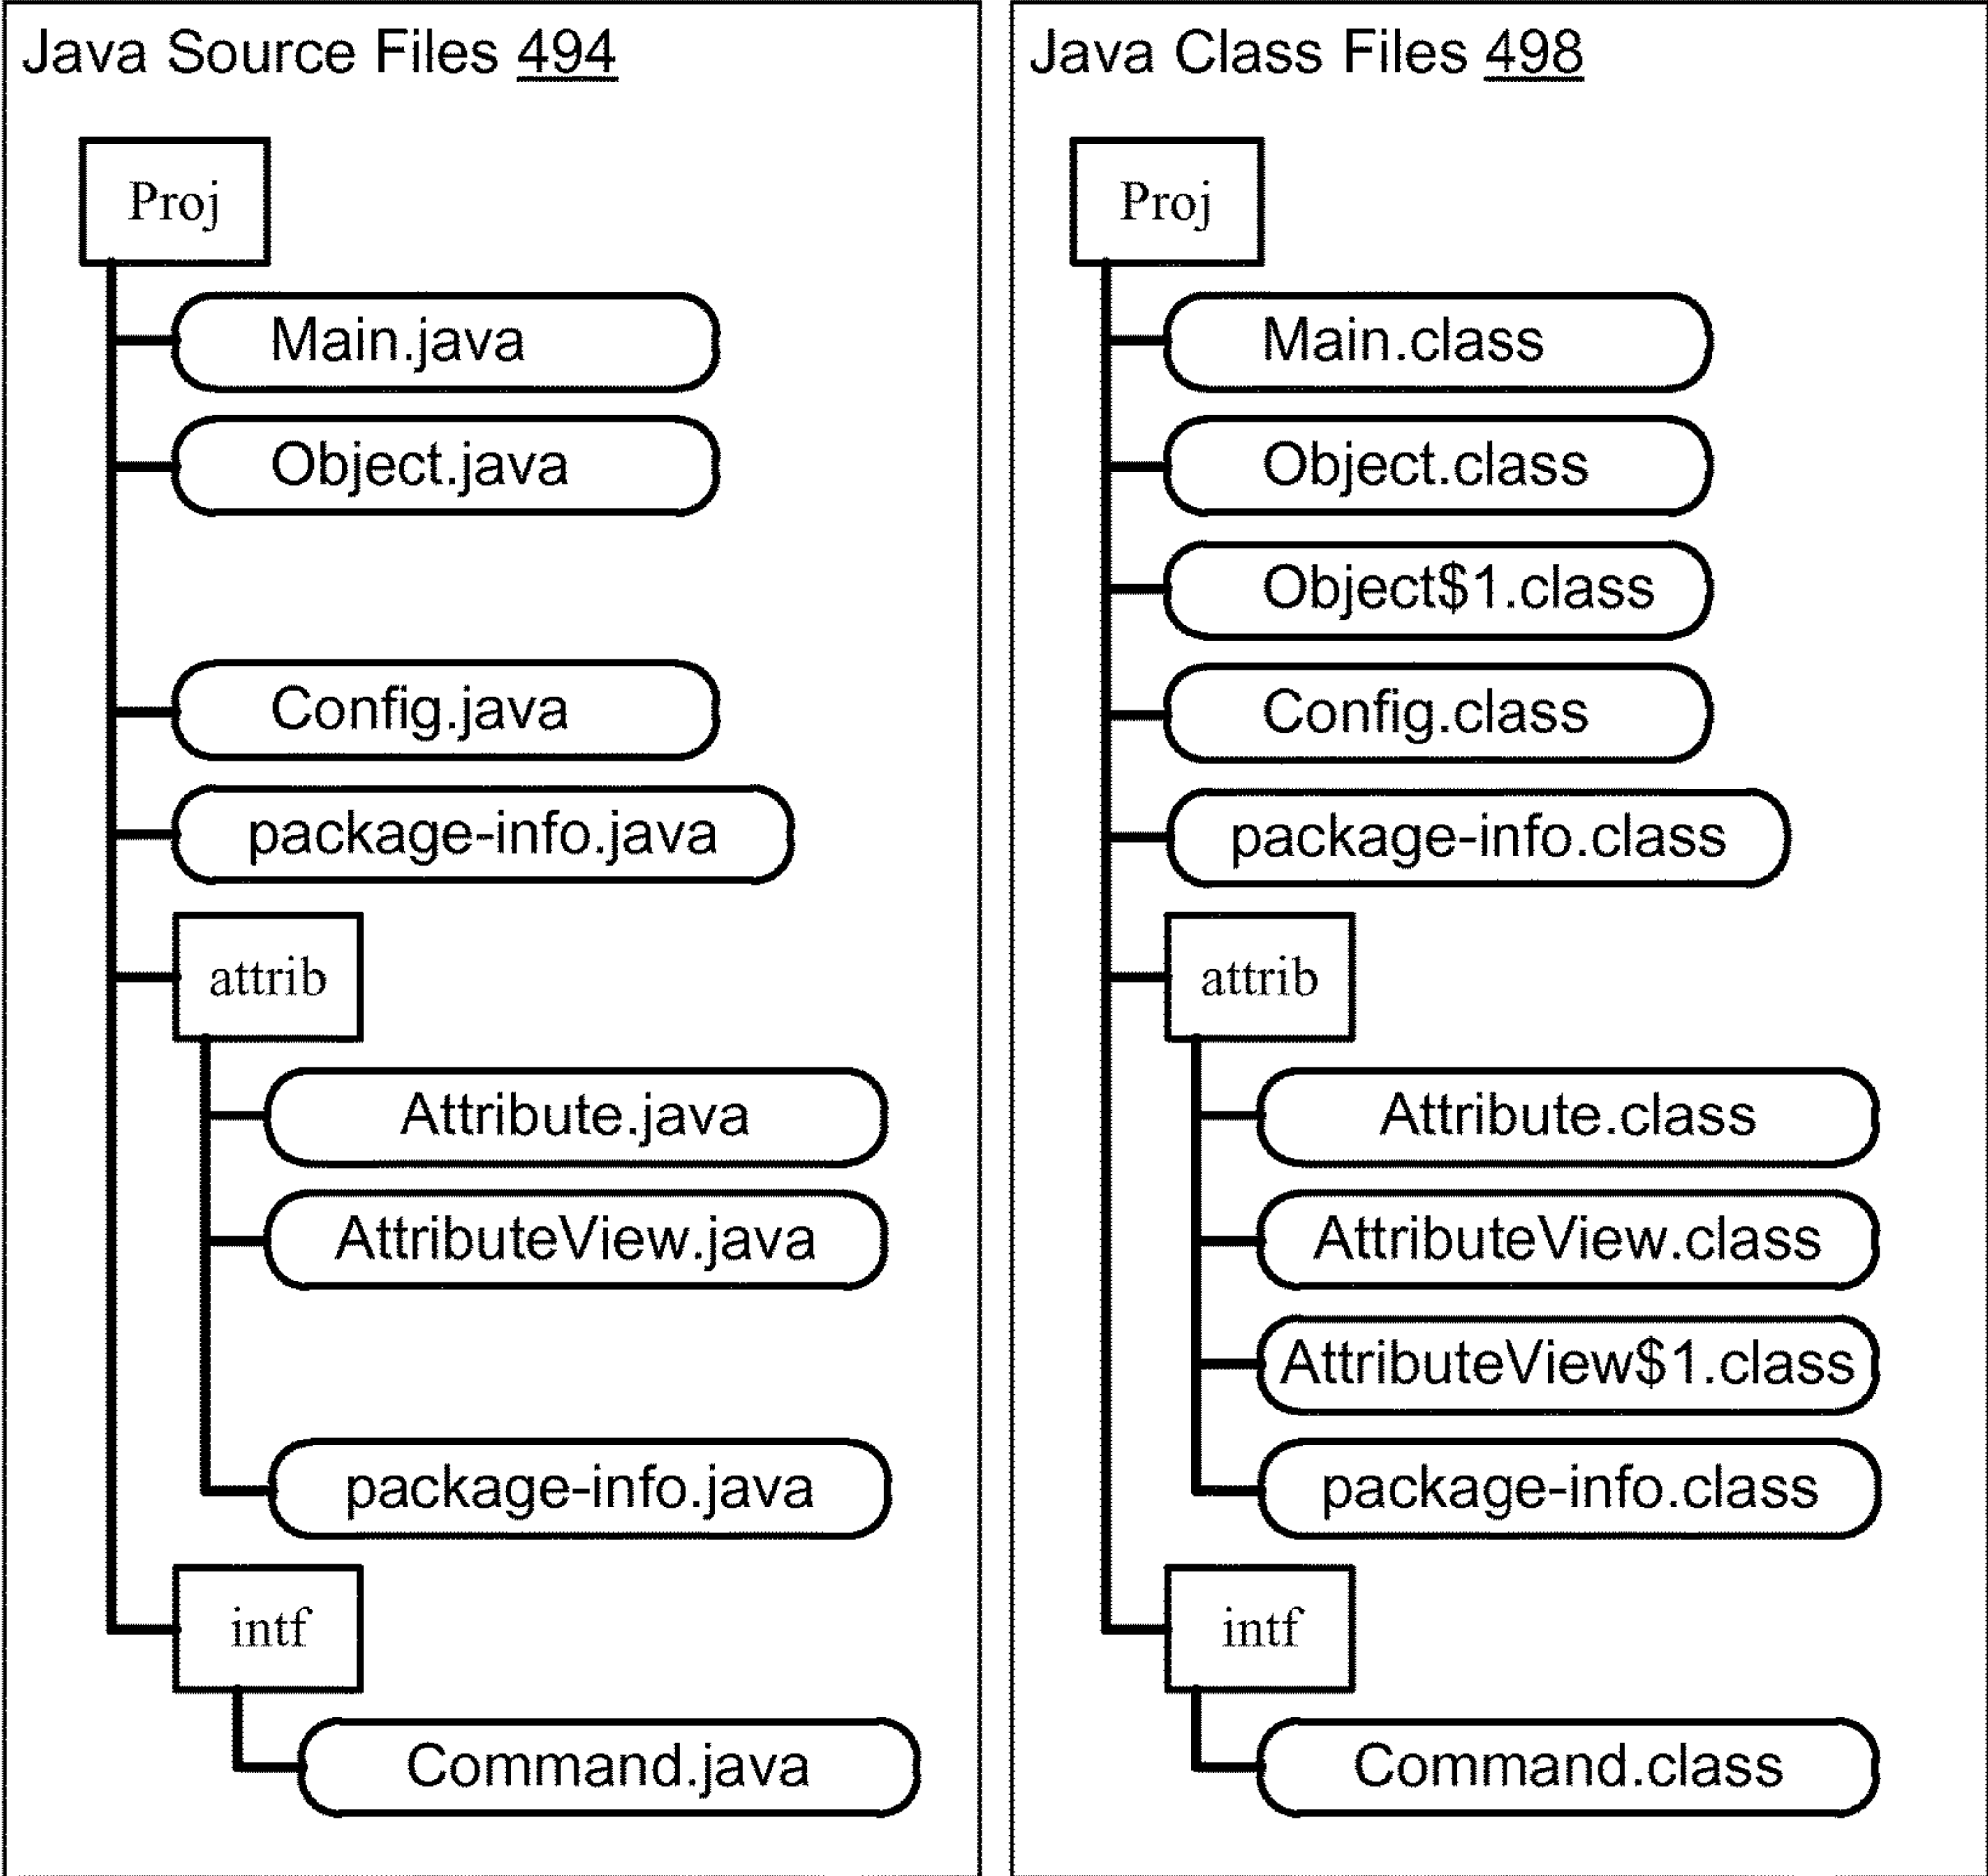 Java Source Files 494
Proj
Main.java
Object.java
Config.java
package-info.java
attrib
Attribute.java
AttributeView.java
package-info.java
intf
Command.java
Java Class Files 498
Proj
Main.class
Object.class
Object$1.class
Config.class
package-info.class
attrib
Attribute.class
AttributeView.class
AttributeView$1.class
package-info.class
intf
Command.class